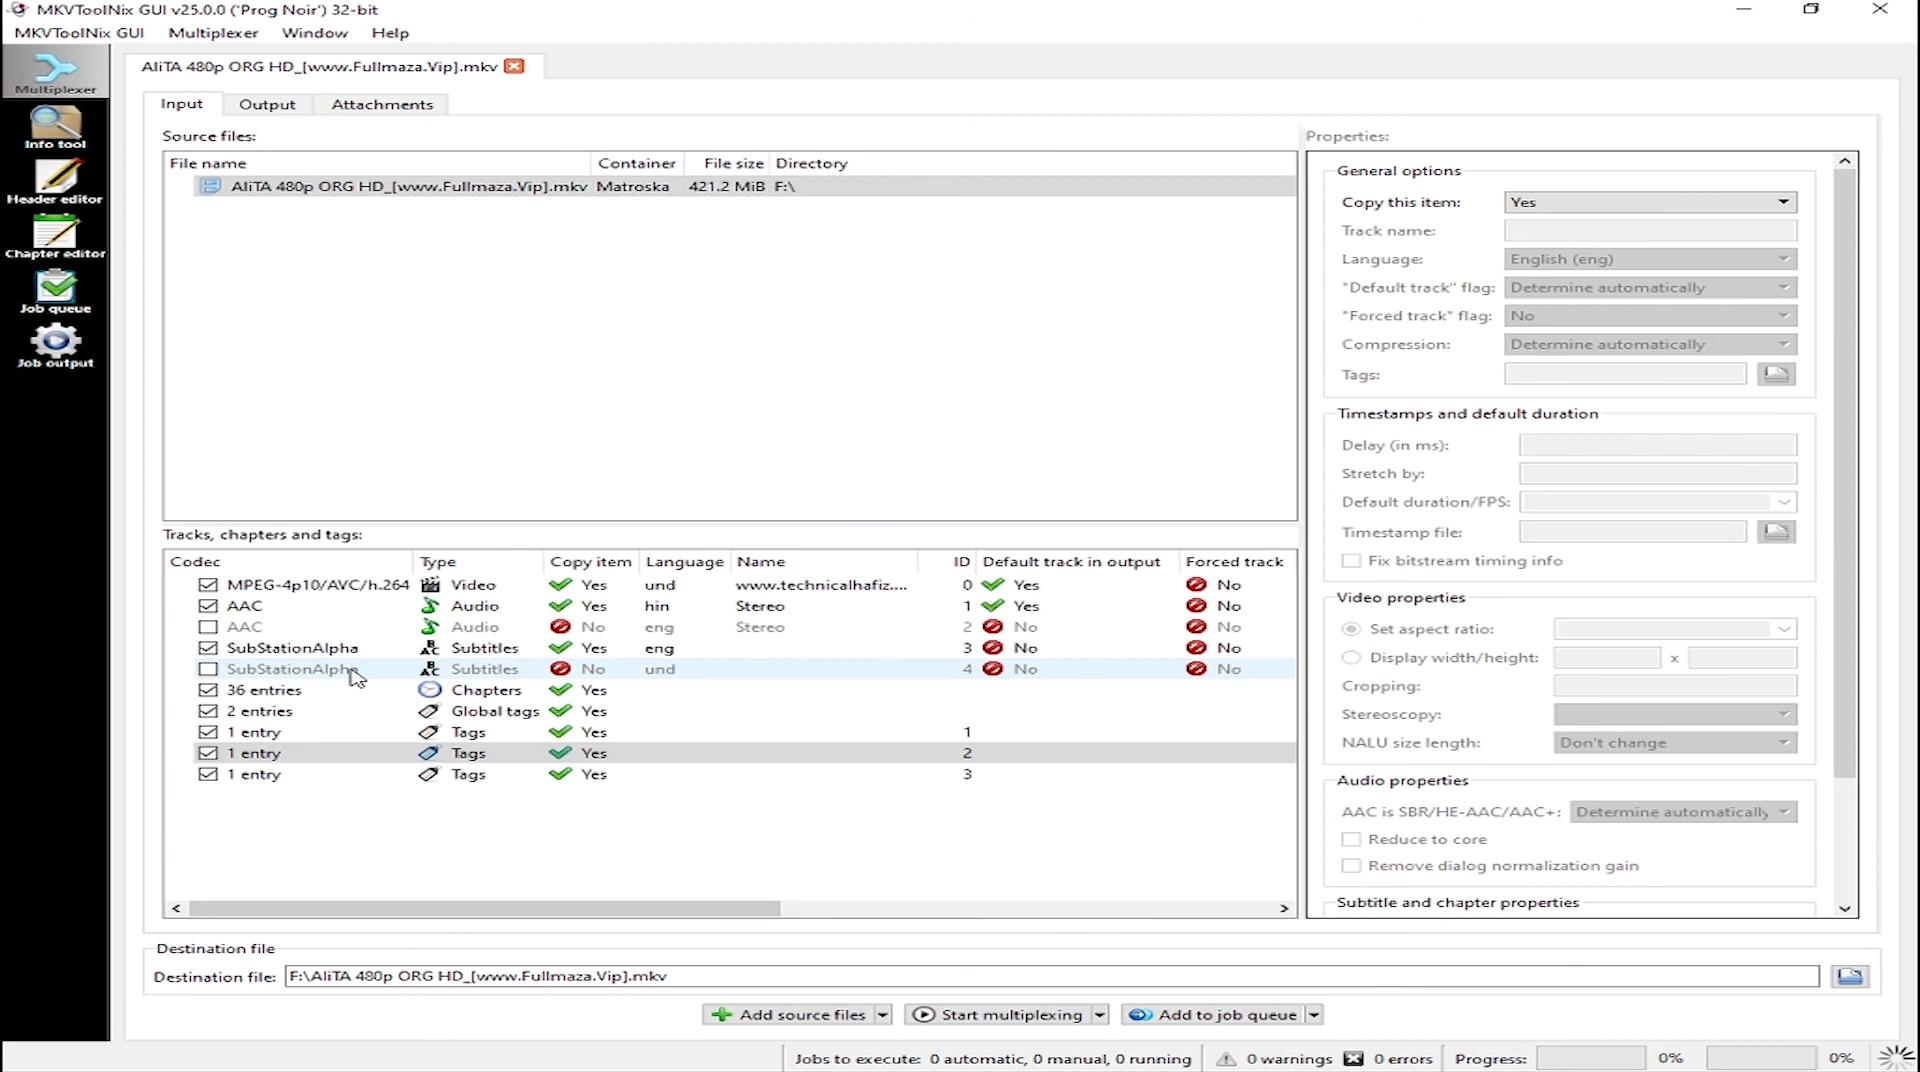 MKVToolNix GUI v25.0.0 ('Prog Noir') 32-bit
MKVToolNix GUI Multiplexer Window Help
Multiplexer
Info tool
Header editor
Chapter editor
Job queue
Job output
AliTA 480p ORG HD_[www.Fullmaza.Vip].mkv
Input Output Attachments
Source files:
File name Container File size Directory
AliTA 480p ORG HD_[www.Fullmaza.Vip].mkv Matroska 421.2 MiB F:\
Tracks, chapters and tags:
Codec Type Copy item Language Name ID Default track in output Forced track
MPEG-4p10/AVC/h.264 Video Yes und www.technicalhafiz.... 0 Yes No
AAC Audio Yes hin Stereo 1 Yes No
AAC Audio No eng Stereo 2 No No
SubStationAlpha Subtitles Yes eng 3 No No
SubStationAlpha Subtitles No und 4 No No
36 entries Chapters Yes
2 entries Global tags Yes
1 entry Tags Yes 1
1 entry Tags Yes 2
1 entry Tags Yes 3
Properties:
General options
Copy this item: Yes
Track name:
Language: English (eng)
"Default track" flag: Determine automatically
"Forced track" flag: No
Compression: Determine automatically
Tags:
Timestamps and default duration
Delay (in ms):
Stretch by:
Default duration/FPS:
Timestamp file:
Fix bitstream timing info
Video properties
Set aspect ratio:
Display width/height: x
Cropping:
Stereoscopy:
NALU size length: Don't change
Audio properties
AAC is SBR/HE-AAC/AAC+: Determine automatically
Reduce to core
Remove dialog normalization gain
Subtitle and chapter properties
Destination file
Destination file: F:\AliTA 480p ORG HD_[www.Fullmaza.Vip].mkv
Add source files Start multiplexing Add to job queue
Jobs to execute: 0 automatic, 0 manual, 0 running 0 warnings 0 errors Progress: 0% 0%